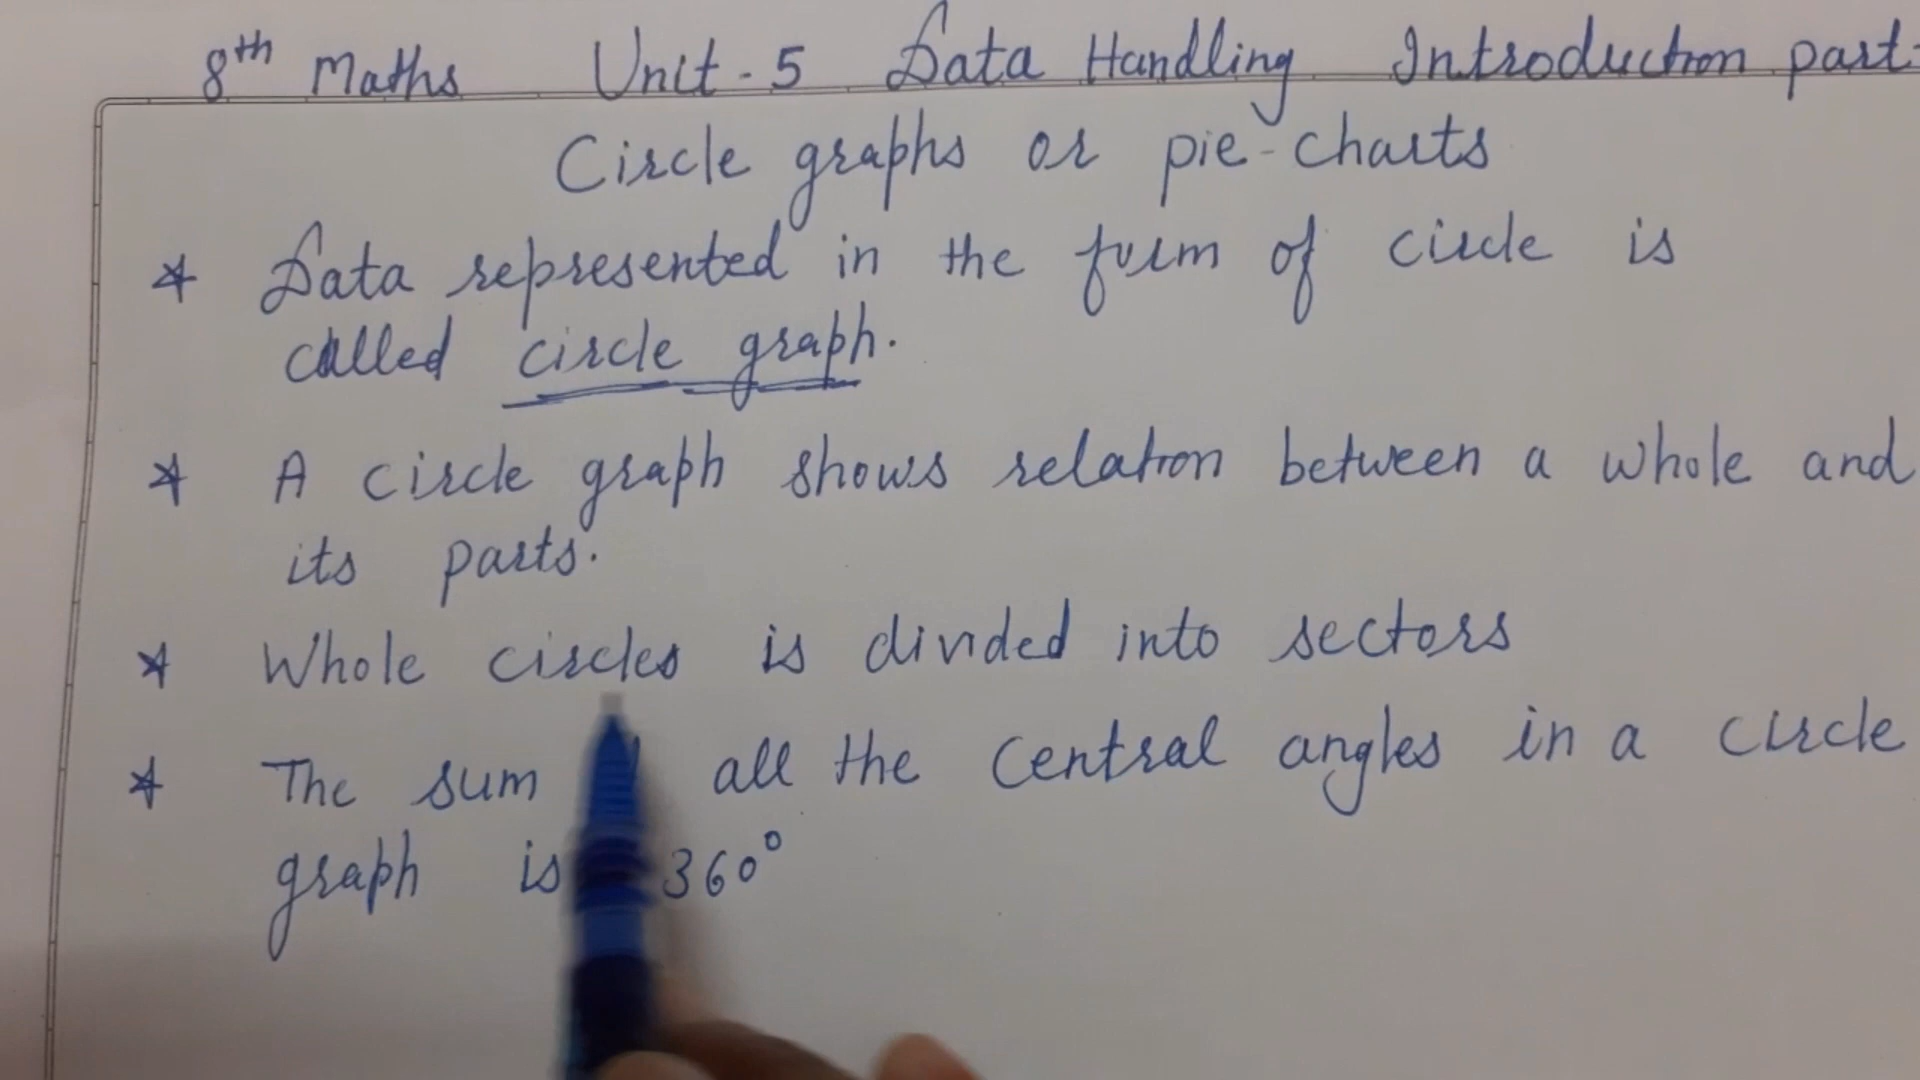 8th Maths Unit - 5 Data Handling Introduction part-
Circle graphs or pie-charts
* Data represented in the form of circle is
called circle graph.
* A circle graph shows relation between a whole and
its parts.
* Whole circles is divided into sectors
* The sum all the central angles in a circle
graph is 360°